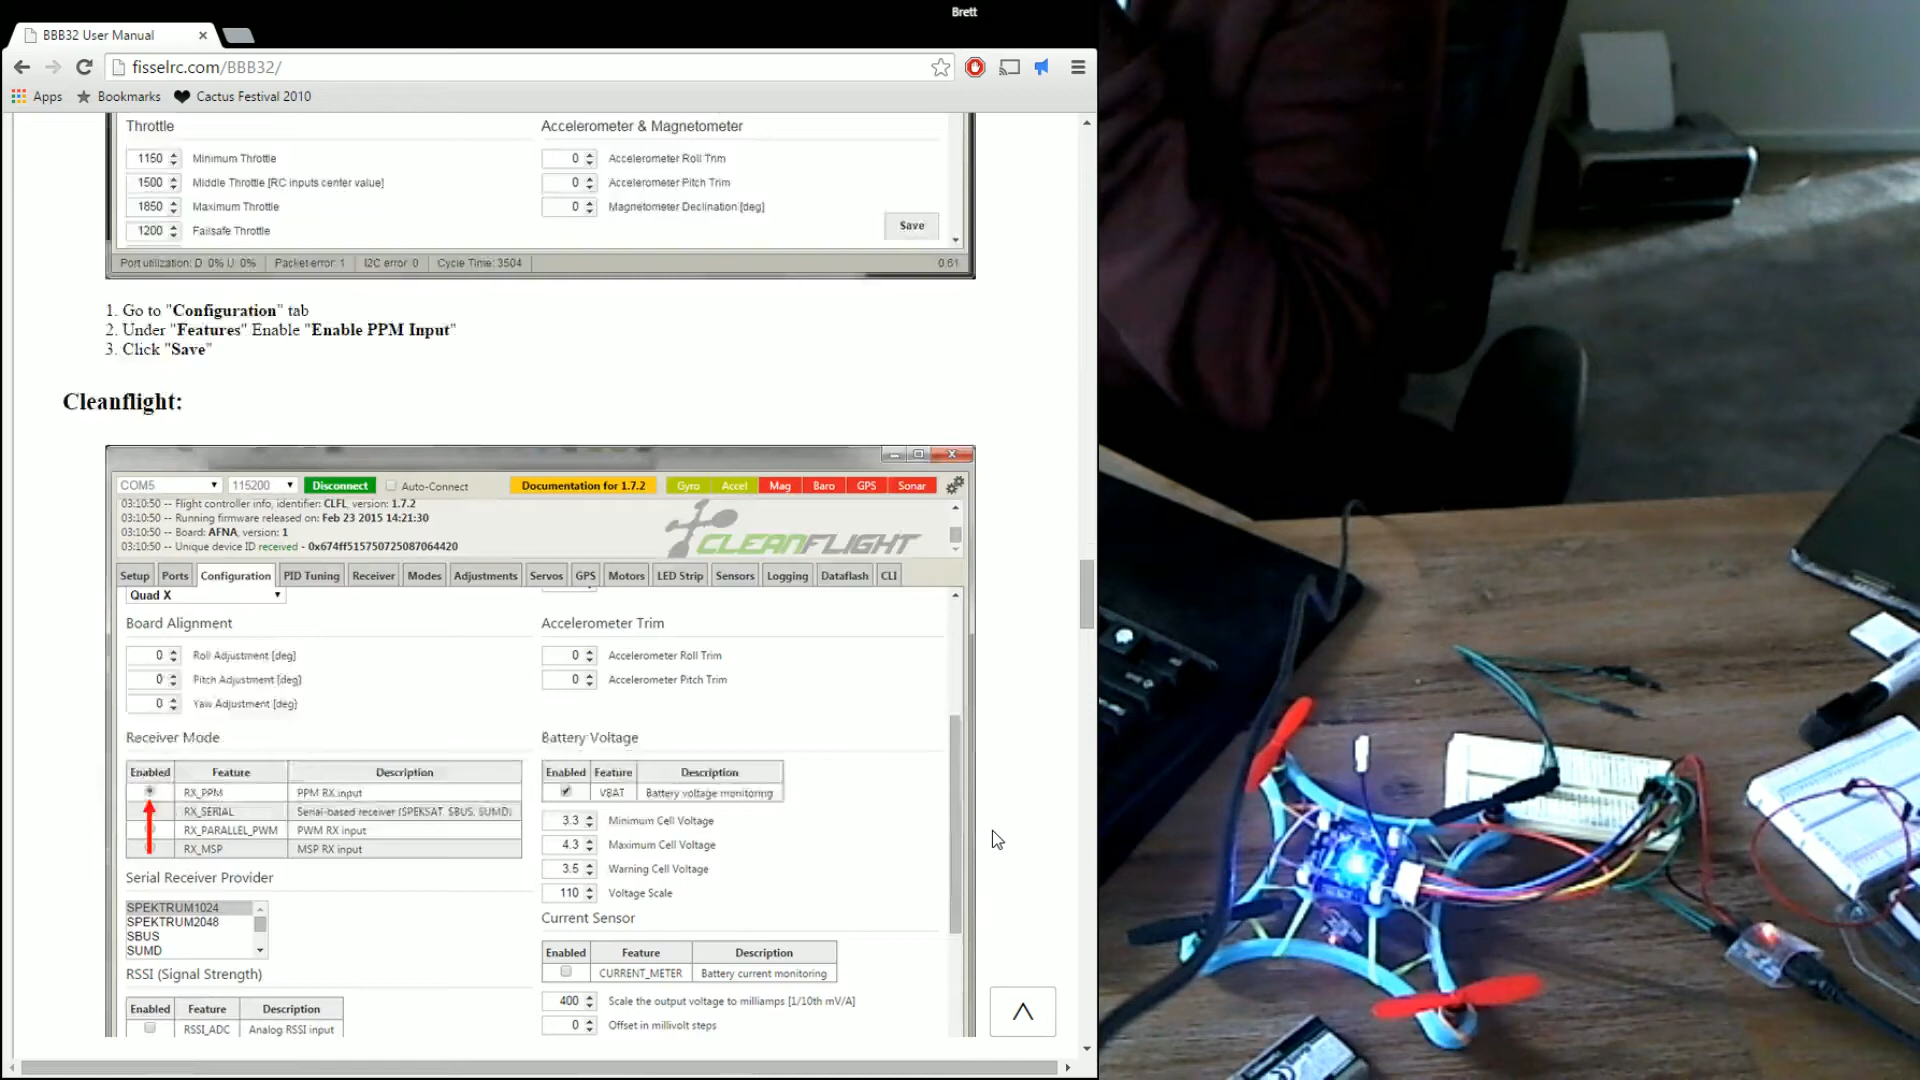 Brett
BBB32 User Manual
fisselrc.com/BBB32/
Apps Bookmarks Cactus Festival 2010
Throttle Accelerometer & Magnetometer
1150 Minimum Throttle 0 Accelerometer Roll Trim
1500 Middle Throttle [RC inputs center value] 0 Accelerometer Pitch Trim
1850 Maximum Throttle 0 Magnetometer Declination [deg]
1200 Failsafe Throttle Save
Port utilization: D 0% U 0% Packet error: 1 I2C error 0 Cycle Time: 3504 0.61
1. Go to "Configuration" tab
2. Under "Features" Enable "Enable PPM Input"
3. Click "Save"
Cleanflight:
COM5 115200 Disconnect Auto-Connect Documentation for 1.7.2 Gyro Accel Mag Baro GPS Sonar
03:10:50 -- Flight controller info, identifier: CLFL, version: 1.7.2
03:10:50 -- Running firmware released on: Feb 23 2015 14:21:30
03:10:50 -- Board: AFNA, version: 1
03:10:50 -- Unique device ID received - 0x674ff515750725087064420
CLEANFLIGHT
Setup Ports Configuration PID Tuning Receiver Modes Adjustments Servos GPS Motors LED Strip Sensors Logging Dataflash CLI
Quad X
Board Alignment Accelerometer Trim
0 Roll Adjustment [deg] 0 Accelerometer Roll Trim
0 Pitch Adjustment [deg] 0 Accelerometer Pitch Trim
0 Yaw Adjustment [deg]
Receiver Mode Battery Voltage
Enabled Feature Description Enabled Feature Description
RX_PPM PPM RX input VBAT Battery voltage monitoring
RX_SERIAL Serial-based receiver (SPEKSAT, SBUS, SUMD)
RX_PARALLEL_PWM PWM RX input
RX_MSP MSP RX input
3.3 Minimum Cell Voltage
4.3 Maximum Cell Voltage
3.5 Warning Cell Voltage
110 Voltage Scale
Serial Receiver Provider
SPEKTRUM1024
SPEKTRUM2048
SBUS
SUMD
Current Sensor
Enabled Feature Description
CURRENT_METER Battery current monitoring
400 Scale the output voltage to milliamps [1/10th mV/A]
0 Offset in millivolt steps
RSSI (Signal Strength)
Enabled Feature Description
RSSI_ADC Analog RSSI input